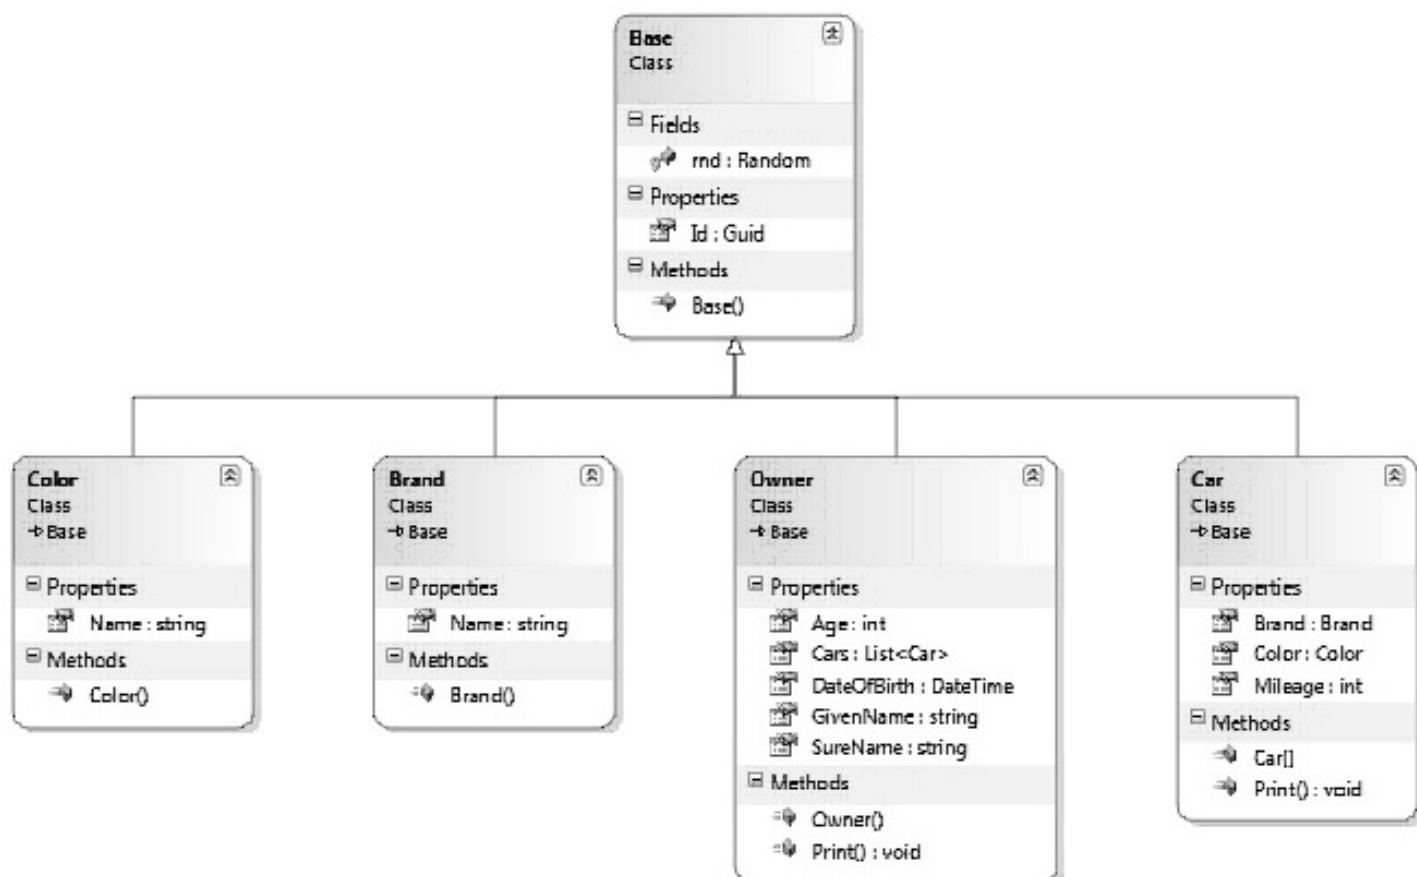 Base
Class
Fields
rnd : Random
Properties
Id : Guid
Methods
Base()
Color
Class
Base
Properties
Name : string
Methods
Color()
Brand
Class
Base
Properties
Name : string
Methods
Brand()
Owner
Class
Base
Properties
Age : int
Cars : List<Car>
DateOfBirth : DateTime
GivenName : string
SureName : string
Methods
Owner()
Print() : void
Car
Class
Base
Properties
Brand : Brand
Color : Color
Mileage : int
Methods
Car()
Print() : void